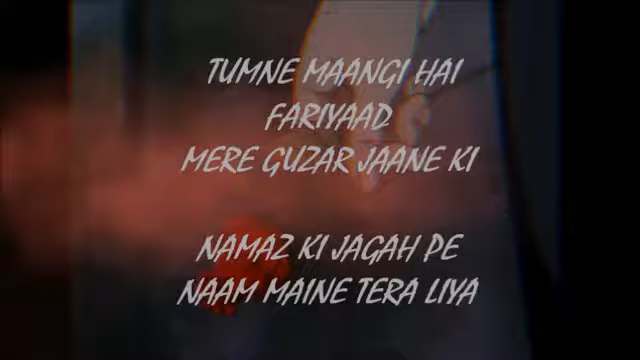 TUMNE MAANGI HAI
FARIYAAD
MERE GUZAR JAANE KI
NAMAZ KI JAGAH PE
NAAM MAINE TERA LIYA